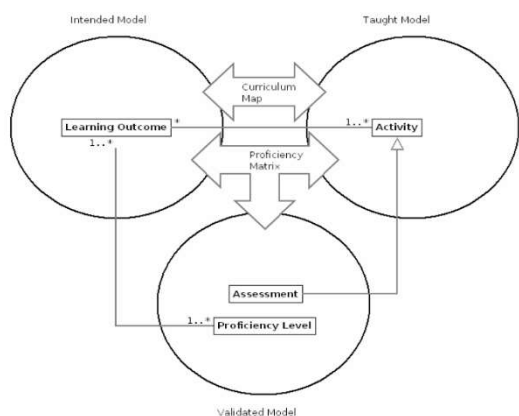 Intended Model
Taught Model
Curriculum
Map
Learning Outcome
*
1..*
Activity
1..*
Proficiency
Matrix
Assessment
1..*
Proficiency Level
Validated Model